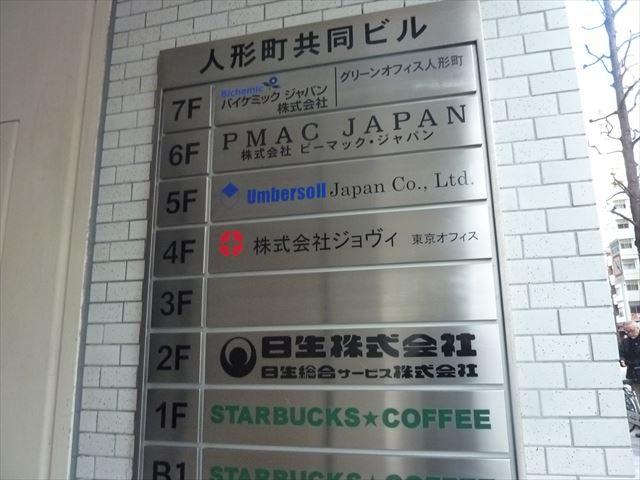 人形町共同ビル
7F
Bichemic
バイケミック ジャパン
株式会社
グリーンオフィス人形町
6F
PMAC JAPAN
株式会社 ピーマック・ジャパン
5F
Umbersoll Japan Co., Ltd.
4F
株式会社ジョヴィ 東京オフィス
3F
2F
日生株式会社
日生総合サービス株式会社
1F
STARBUCKS★COFFEE
B1
STARBUCKS★COFFEE